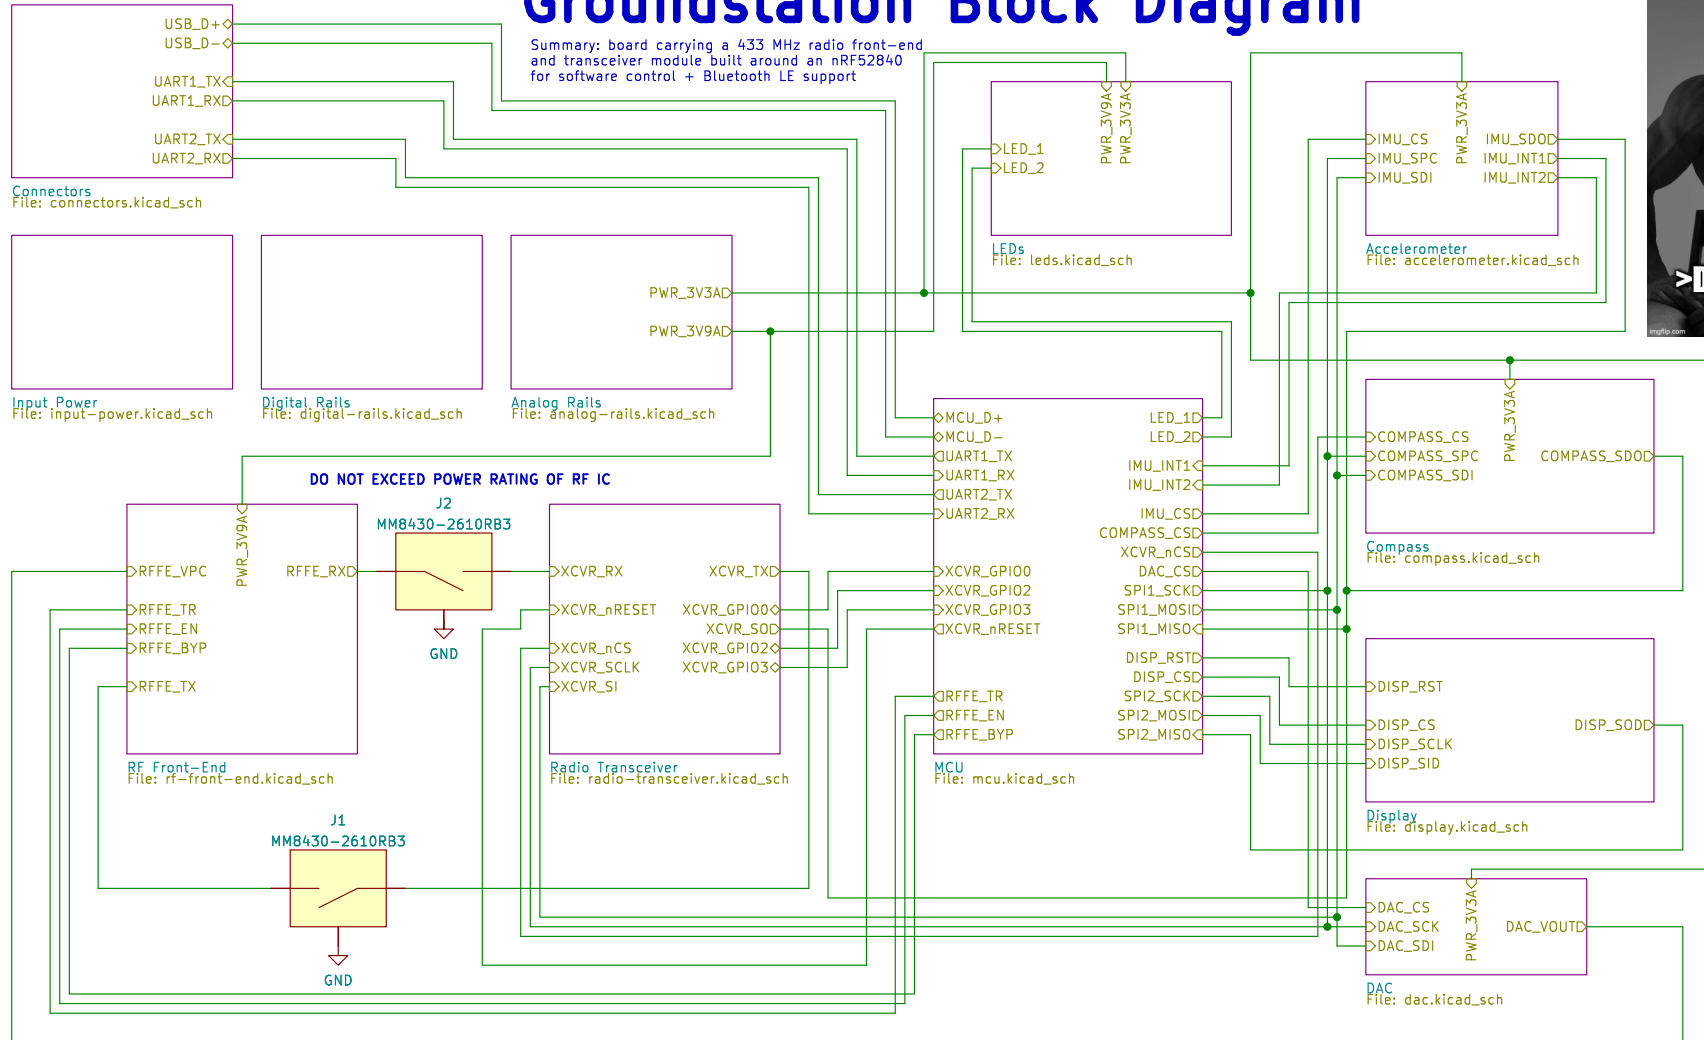 Groundstation Block Diagram
Summary: board carrying a 433 MHz radio front-end
and transceiver module built around an nRF52840
for software control + Bluetooth LE support
USB_D+
USB_D-
UART1_TX
UART1_RX
UART2_TX
UART2_RX
Connectors
File: connectors.kicad_sch
PWR_3V9A
PWR_3V3A
LED_1
LED_2
LEDs
File: leds.kicad_sch
PWR_3V3A
IMU_CS
IMU_SPC
IMU_SDI
IMU_SDO
IMU_INT1
IMU_INT2
Accelerometer
File: accelerometer.kicad_sch
imgflip.com
Input Power
File: input-power.kicad_sch
Digital Rails
File: digital-rails.kicad_sch
PWR_3V3A
PWR_3V9A
Analog Rails
File: analog-rails.kicad_sch
DO NOT EXCEED POWER RATING OF RF IC
PWR_3V9A
RFFE_VPC
RFFE_TR
RFFE_EN
RFFE_BYP
RFFE_TX
RFFE_RX
RF Front-End
File: rf-front-end.kicad_sch
J2
MM8430-2610RB3
GND
XCVR_RX
XCVR_nRESET
XCVR_nCS
XCVR_SCLK
XCVR_SI
XCVR_TX
XCVR_GPIO0
XCVR_SO
XCVR_GPIO2
XCVR_GPIO3
Radio Transceiver
File: radio-transceiver.kicad_sch
J1
MM8430-2610RB3
GND
MCU_D+
MCU_D-
UART1_TX
UART1_RX
UART2_TX
UART2_RX
XCVR_GPIO0
XCVR_GPIO2
XCVR_GPIO3
XCVR_nRESET
RFFE_TR
RFFE_EN
RFFE_BYP
LED_1
LED_2
IMU_INT1
IMU_INT2
IMU_CS
COMPASS_CS
XCVR_nCS
DAC_CS
SPI1_SCK
SPI1_MOSI
SPI1_MISO
DISP_RST
DISP_CS
SPI2_SCK
SPI2_MOSI
SPI2_MISO
MCU
File: mcu.kicad_sch
PWR_3V3A
COMPASS_CS
COMPASS_SPC
COMPASS_SDI
COMPASS_SDO
Compass
File: compass.kicad_sch
DISP_RST
DISP_CS
DISP_SCLK
DISP_SID
DISP_SOD
Display
File: display.kicad_sch
PWR_3V3A
DAC_CS
DAC_SCK
DAC_SDI
DAC_VOUT
DAC
File: dac.kicad_sch